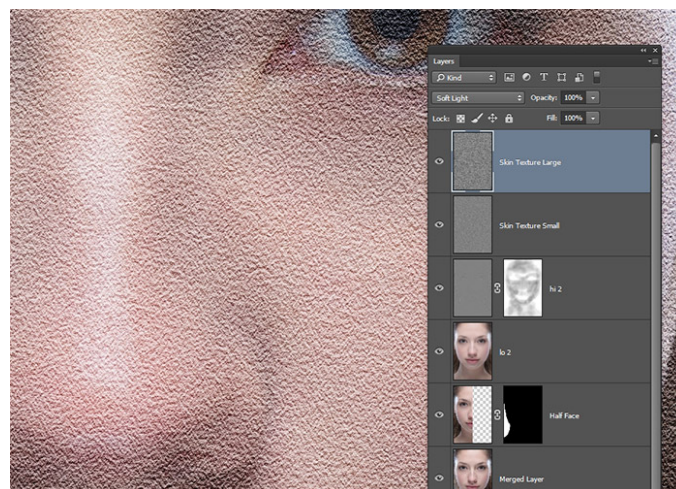 Layers
Kind
T
Soft Light Opacity: 100%
Lock: Fill: 100%
Skin Texture Large
Skin Texture Small
hi 2
lo 2
Half Face
Merged Layer